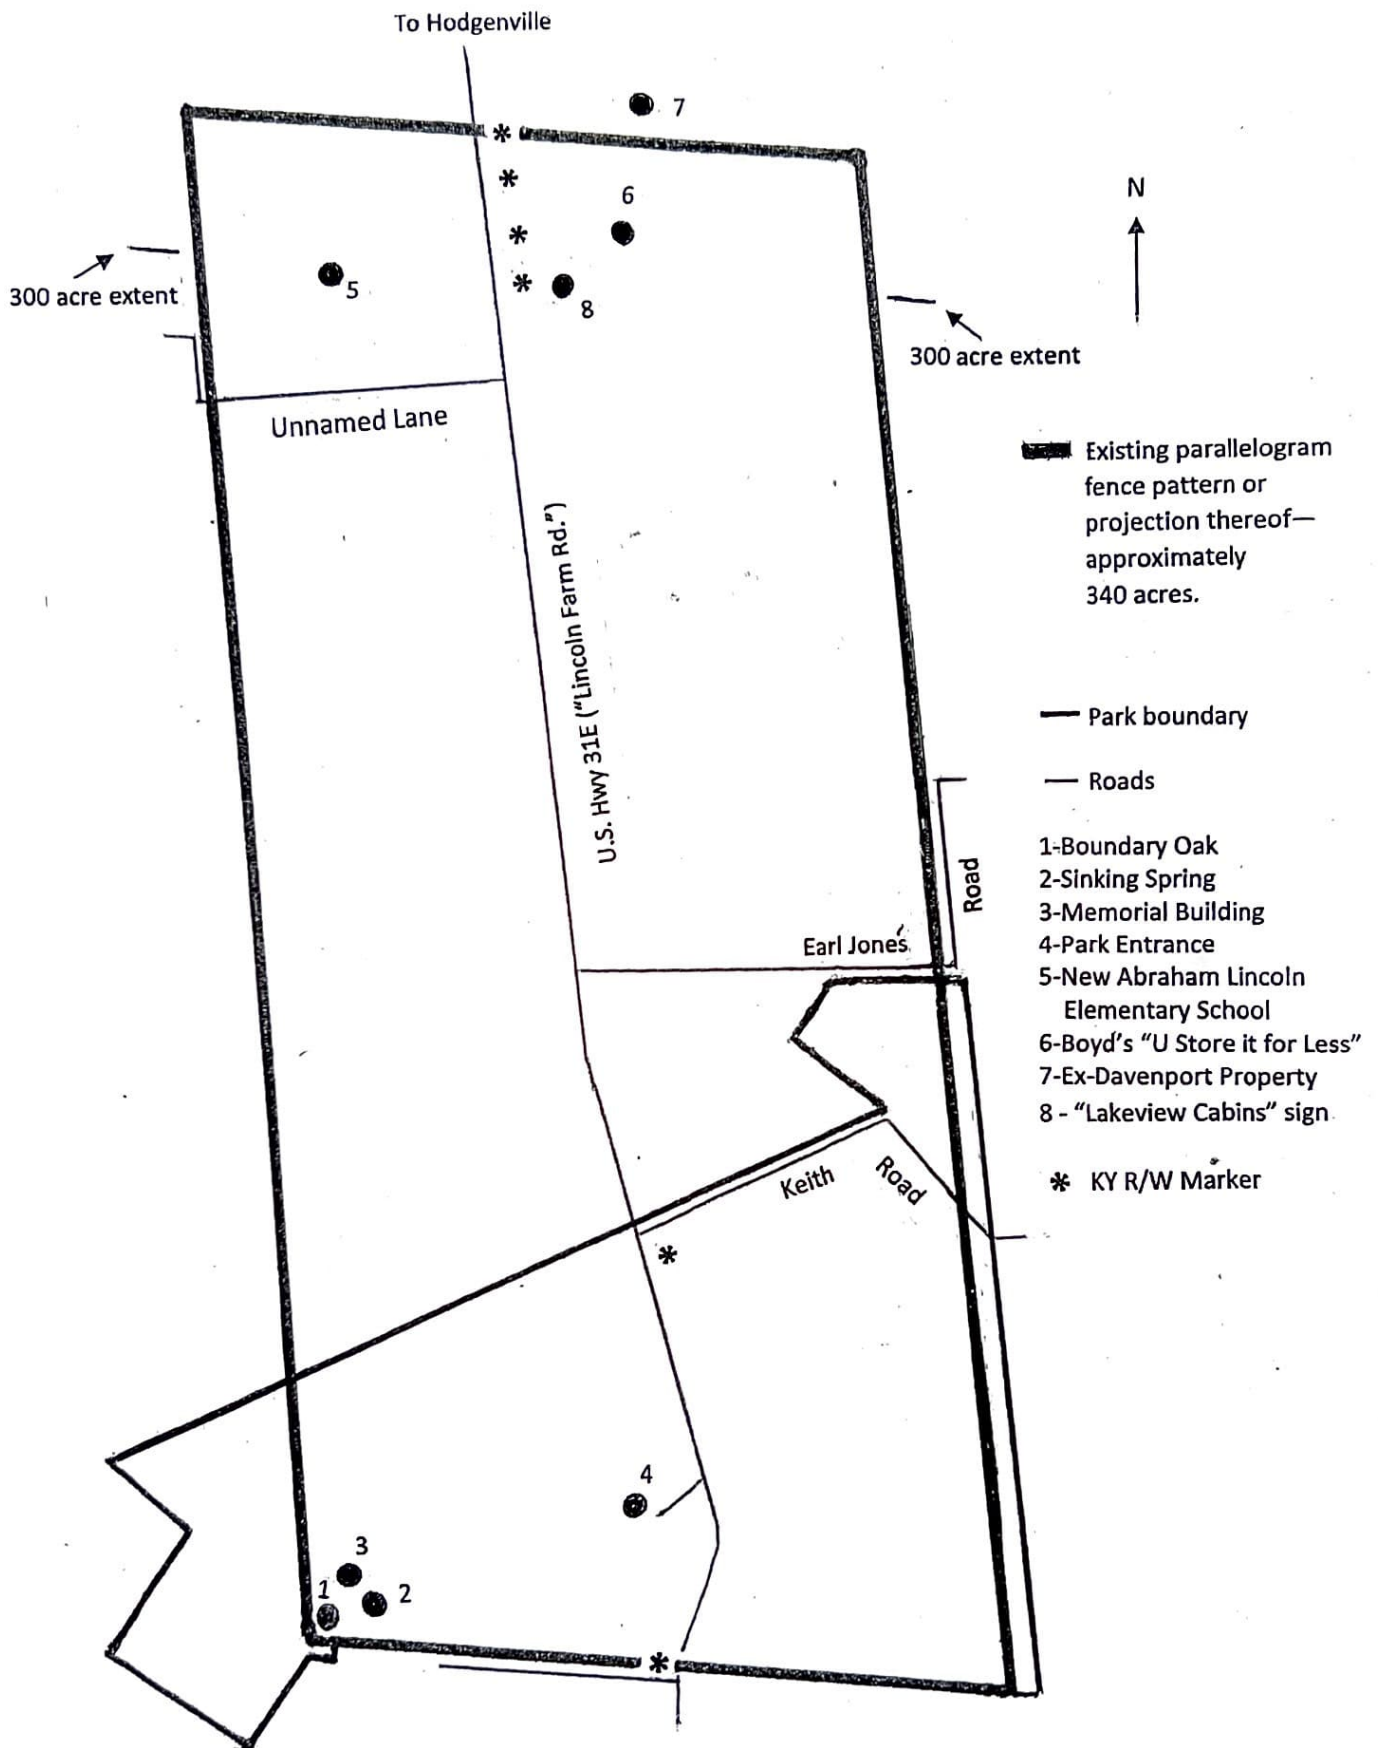 To Hodgenville
7
*
*
6
*
*
5
8
N
300 acre extent
300 acre extent
Unnamed Lane
Existing parallelogram
fence pattern or
projection thereof—
approximately
340 acres.
U.S. Hwy 31E ("Lincoln Farm Rd.")
Park boundary
Roads
1-Boundary Oak
2-Sinking Spring
3-Memorial Building
4-Park Entrance
5-New Abraham Lincoln
Elementary School
6-Boyd's "U Store it for Less"
7-Ex-Davenport Property
8 - "Lakeview Cabins" sign
* KY R/W Marker
Road
Earl Jones
Keith Road
*
4
3
1
2
*